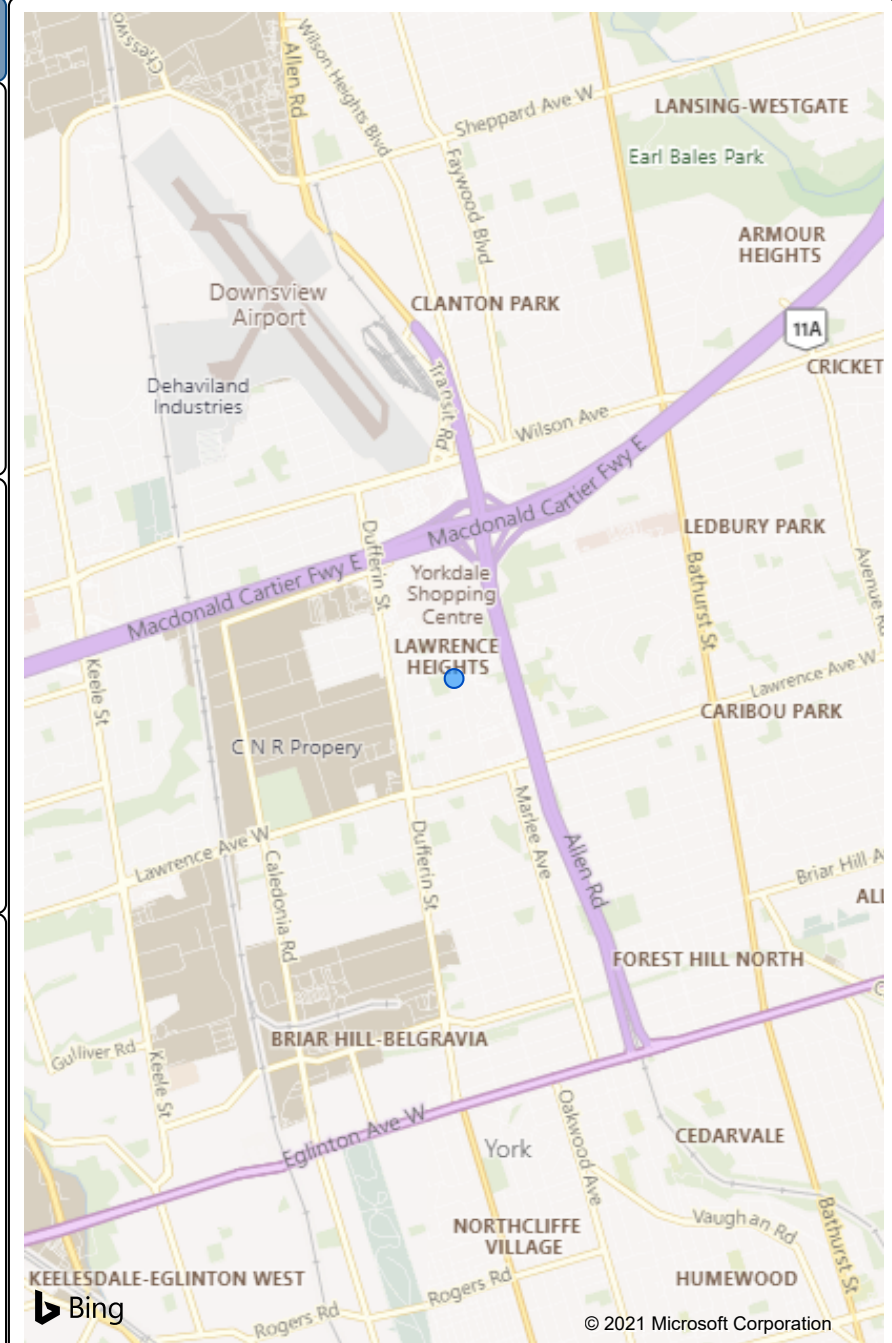 Chesswo
Allen Rd
Wilson Heights Blvd
Sheppard Ave W
LANSING-WESTGATE
Earl Bales Park
Faywood Blvd
ARMOUR
HEIGHTS
Downsview
Airport
CLANTON PARK
11A
CRICKET
Dehaviland
Industries
Transit Rd
Wilson Ave
Macdonald Cartier Fwy E
LEDBURY PARK
Dufferin St
Macdonald Cartier Fwy E
Yorkdale
Shopping
Centre
Bathurst St
Avenue Rd
LAWRENCE
HEIGHTS
Keele St
Lawrence Ave W
CARIBOU PARK
C N R Propery
Marlee Ave
Lawrence Ave W
Dufferin St
Caledonia Rd
Allen Rd
Briar Hill A
ALL
FOREST HILL NORTH
BRIAR HILL-BELGRAVIA
Gulliver Rd
Keele St
Eglinton Ave W
Oakwood Ave
York
CEDARVALE
Vaughan Rd
Bathurst St
NORTHCLIFFE
VILLAGE
KEELESDALE-EGLINTON WEST
Rogers Rd
HUMEWOOD
Rogers Rd
Bing
© 2021 Microsoft Corporation